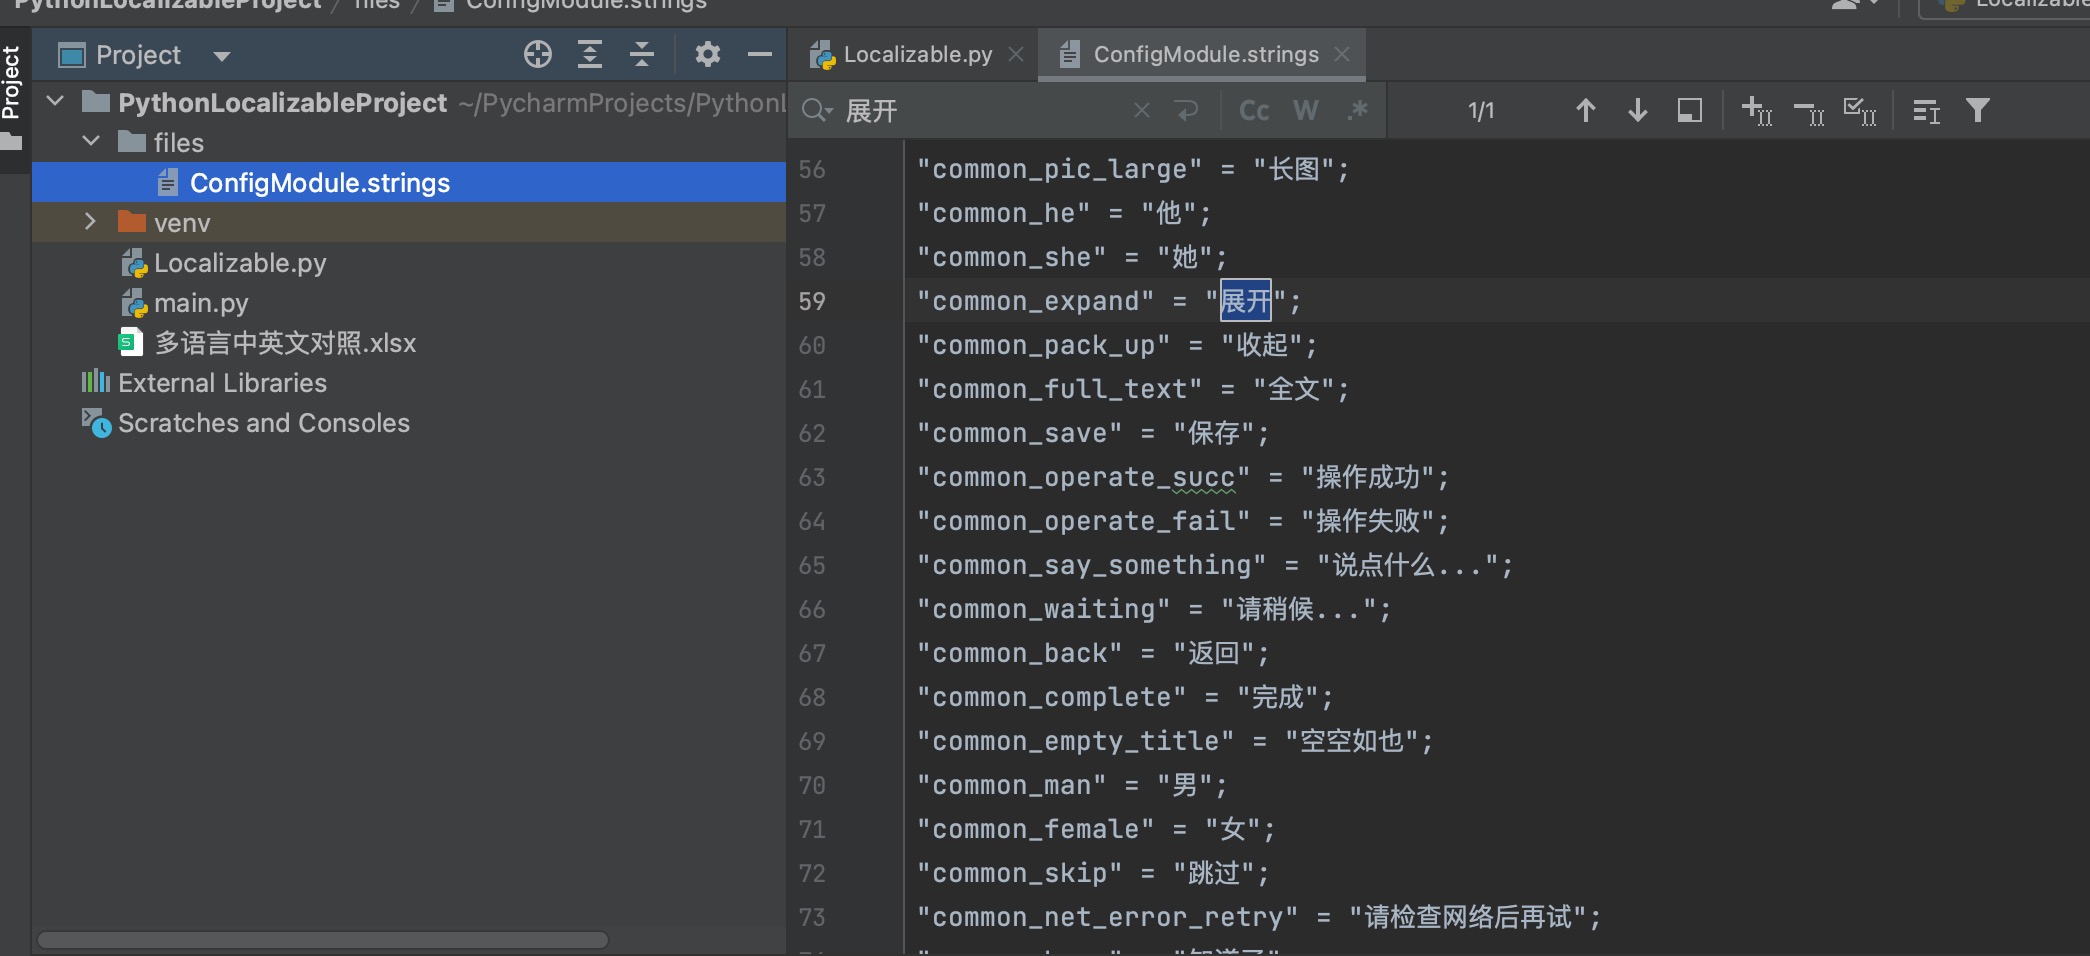 PythonLocalizableProject / files / ConfigModule.strings
Localizable
Project
Project
Localizable.py
ConfigModule.strings
PythonLocalizableProject ~/PycharmProjects/PythonL
files
ConfigModule.strings
venv
Localizable.py
main.py
多语言中英文对照.xlsx
External Libraries
Scratches and Consoles
展开
Cc W .* 1/1
56 "common_pic_large" = "长图";
57 "common_he" = "他";
58 "common_she" = "她";
59 "common_expand" = "展开";
60 "common_pack_up" = "收起";
61 "common_full_text" = "全文";
62 "common_save" = "保存";
63 "common_operate_succ" = "操作成功";
64 "common_operate_fail" = "操作失败";
65 "common_say_something" = "说点什么...";
66 "common_waiting" = "请稍候...";
67 "common_back" = "返回";
68 "common_complete" = "完成";
69 "common_empty_title" = "空空如也";
70 "common_man" = "男";
71 "common_female" = "女";
72 "common_skip" = "跳过";
73 "common_net_error_retry" = "请检查网络后再试";